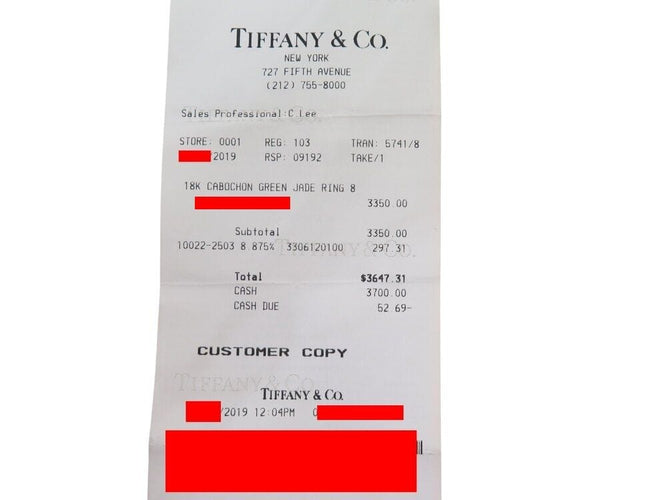 TIFFANY & CO.
NEW YORK
727 FIFTH AVENUE
(212) 755-8000
Sales Professional:C Lee
STORE: 0001 REG: 103 TRAN: 5741/8
2019 RSP: 09192 TAKE/1
18K CABOCHON GREEN JADE RING 8
3350.00
Subtotal 3350.00
10022-2503 8.875% 3306120100 297.31
Total $3647.31
CASH 3700.00
CASH DUE 52.69-
CUSTOMER COPY
TIFFANY & CO.
TIFFANY & CO.
/2019 12:04PM